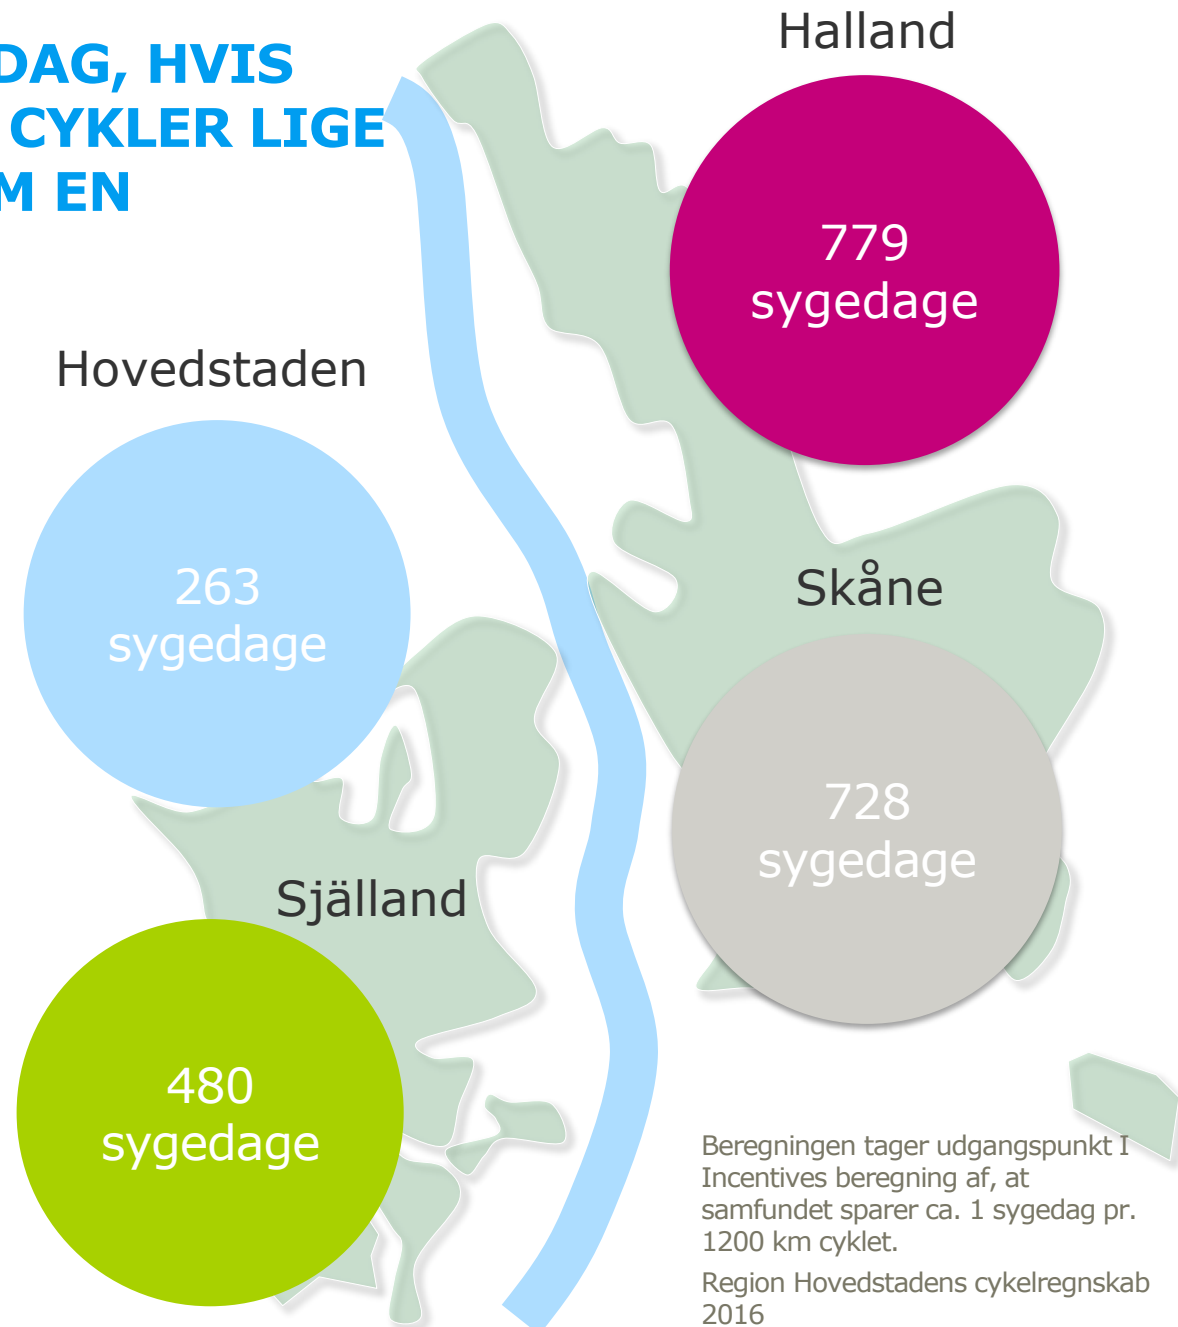 DAG, HVIS
CYKLER LIGE
M EN
Halland
779
sygedage
Hovedstaden
263
sygedage
Skåne
728
sygedage
Själland
480
sygedage
Beregningen tager udgangspunkt I
Incentives beregning af, at
samfundet sparer ca. 1 sygedag pr.
1200 km cyklet.
Region Hovedstadens cykelregnskab
2016